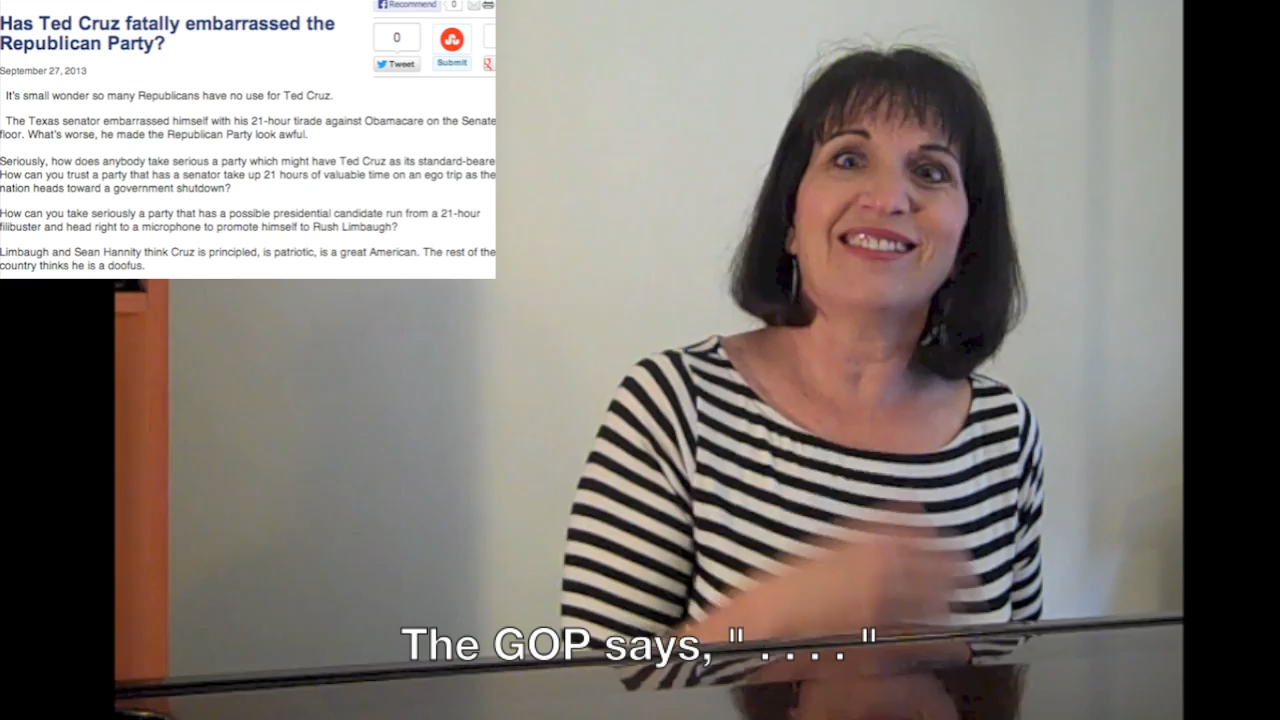 Recommend 0
Has Ted Cruz fatally embarrassed the
Republican Party?
0
Tweet
Submit
September 27, 2013
It's small wonder so many Republicans have no use for Ted Cruz.
The Texas senator embarrassed himself with his 21-hour tirade against Obamacare on the Senate
floor. What's worse, he made the Republican Party look awful.
Seriously, how does anybody take serious a party which might have Ted Cruz as its standard-beare
How can you trust a party that has a senator take up 21 hours of valuable time on an ego trip as the
nation heads toward a government shutdown?
How can you take seriously a party that has a possible presidential candidate run from a 21-hour
filibuster and head right to a microphone to promote himself to Rush Limbaugh?
Limbaugh and Sean Hannity think Cruz is principled, is patriotic, is a great American. The rest of the
country thinks he is a doofus.
The GOP says, " . . . . "